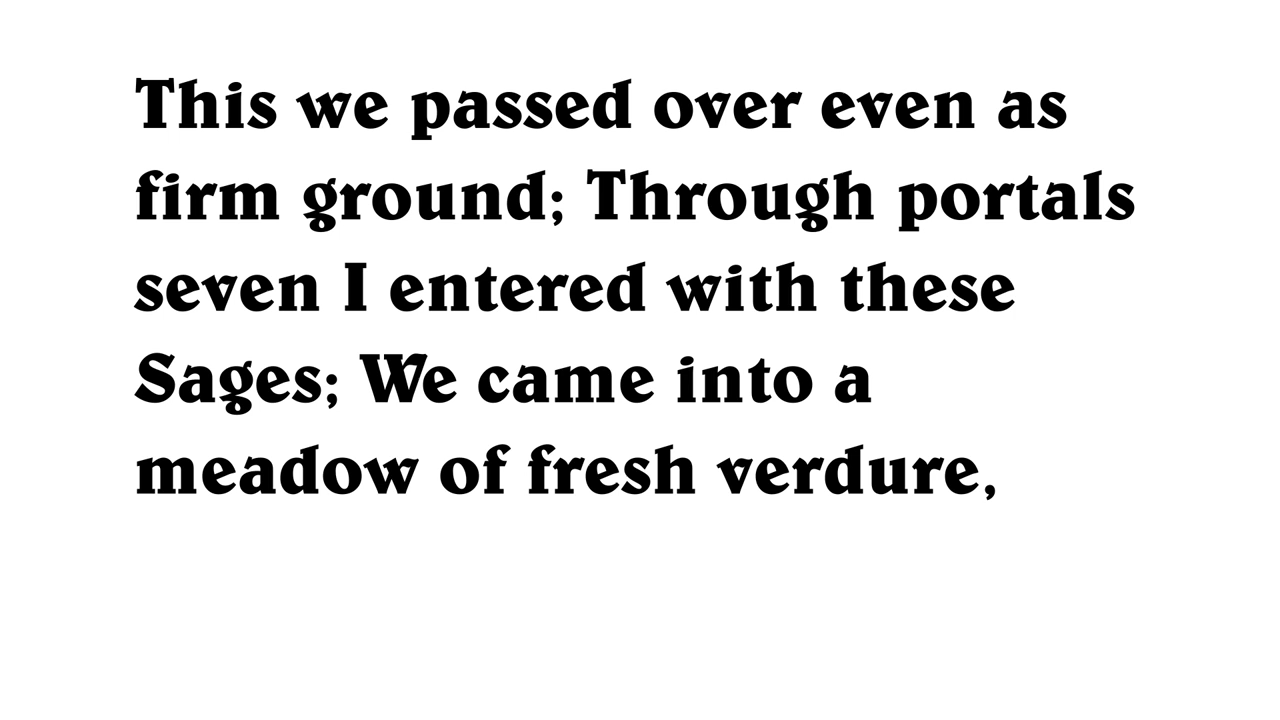 This we passed over even as
firm ground; Through portals
seven I entered with these
Sages; We came into a
meadow of fresh verdure,